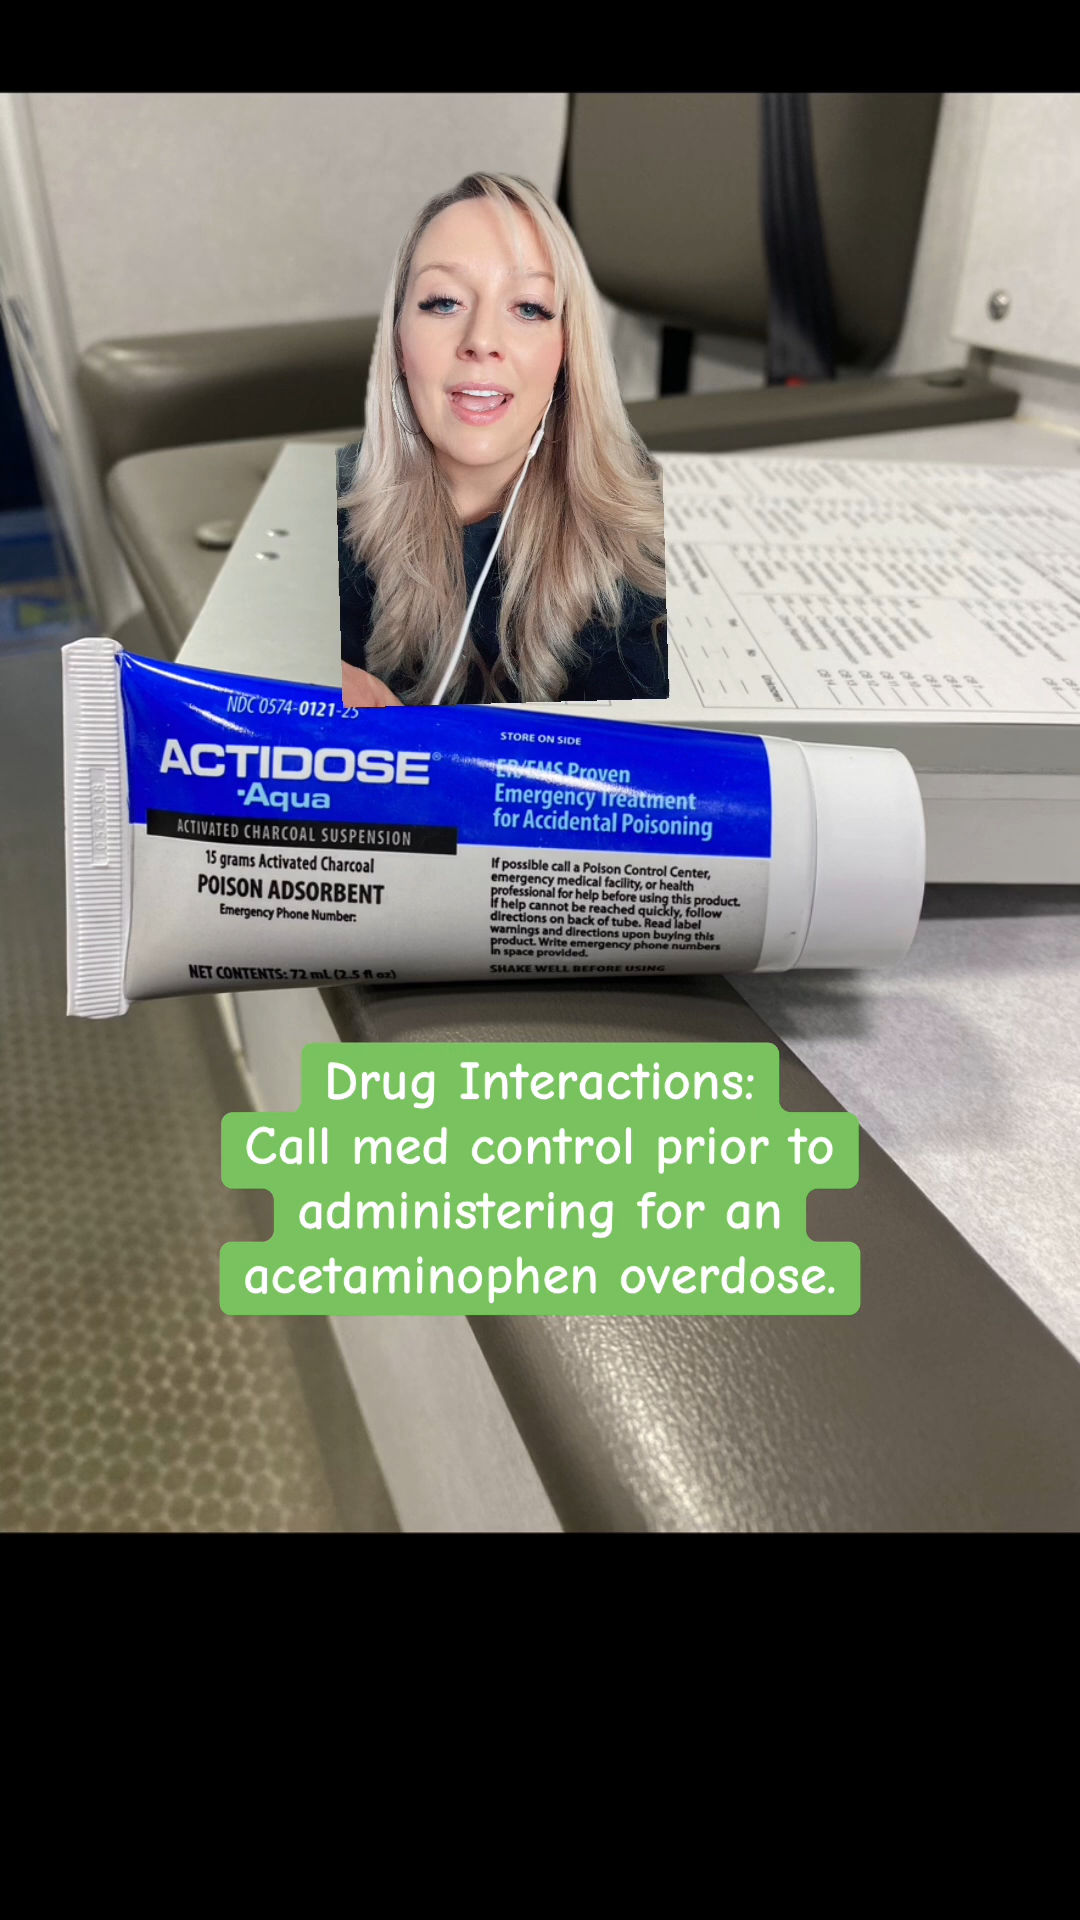 NDC 0574-0121-25
ACTIDOSE®
-Aqua
ACTIVATED CHARCOAL SUSPENSION
15 grams Activated Charcoal
POISON ADSORBENT
Emergency Phone Number:
NET CONTENTS: 72 mL (2.5 fl oz)
STORE ON SIDE
ER/EMS Proven
Emergency Treatment
for Accidental Poisoning
If possible call a Poison Control Center,
emergency medical facility, or health
professional for help before using this product.
If help cannot be reached quickly, follow
directions on back of tube. Read label
warnings and directions upon buying this
product. Write emergency phone numbers
in space provided.
SHAKE WELL BEFORE USING
Drug Interactions:
Call med control prior to
administering for an
acetaminophen overdose.